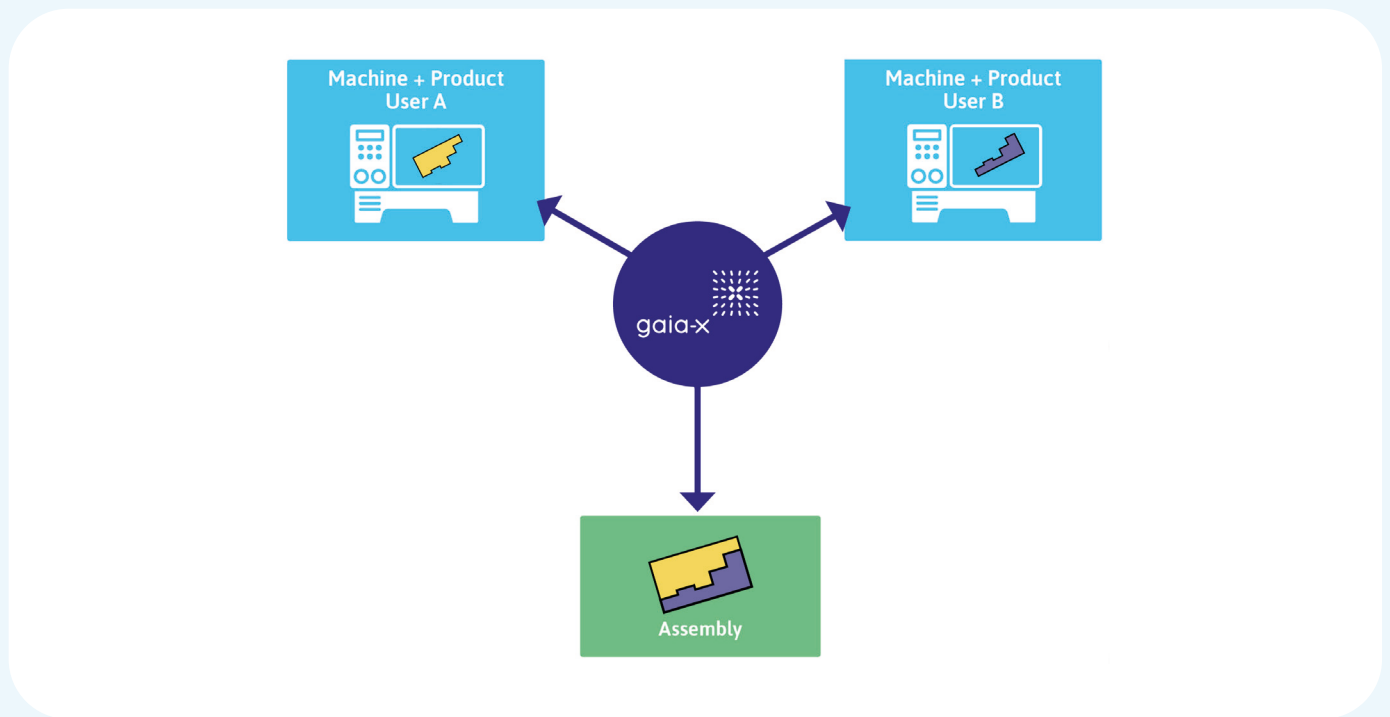 Machine + Product
User A
Machine + Product
User B
gaia-x
Assembly